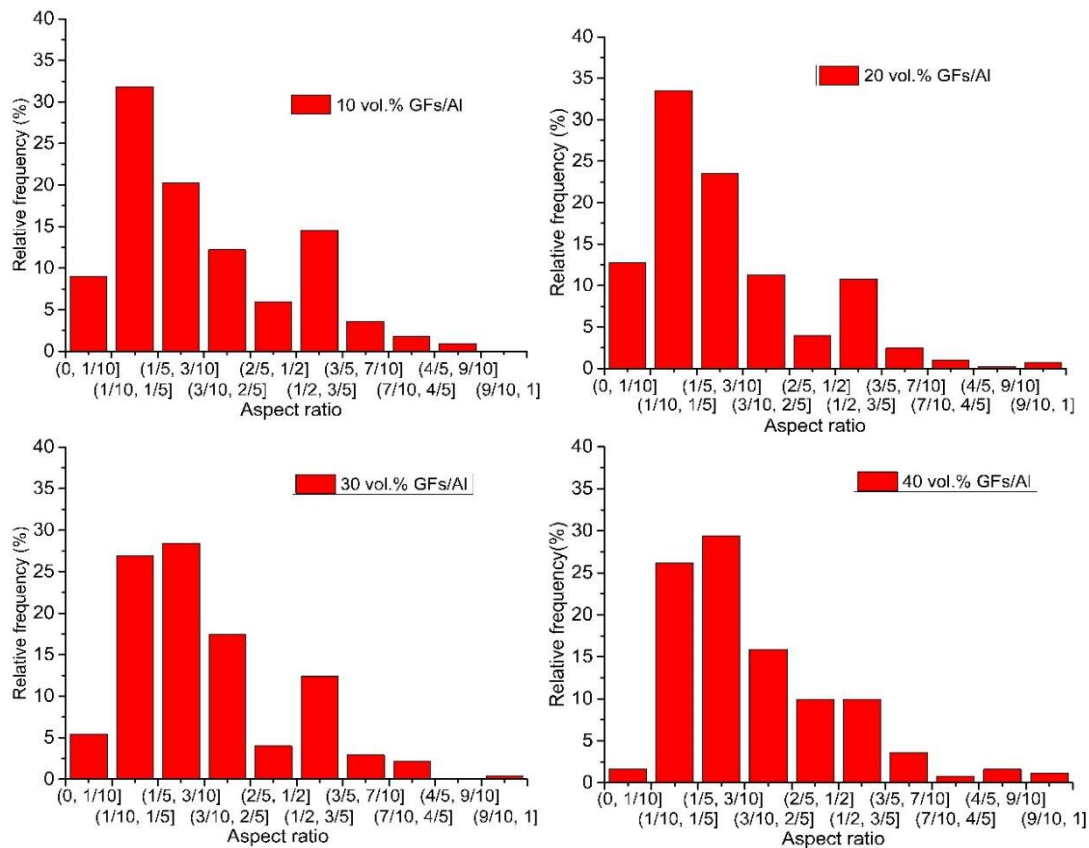 40
35
30
25
20
15
10
5
0
Relative frequency (%)
10 vol.% GFs/Al
(0, 1/10] (1/5, 3/10] (2/5, 1/2] (3/5, 7/10] (4/5, 9/10]
(1/10, 1/5] (3/10, 2/5] (1/2, 3/5] (7/10, 4/5] (9/10, 1]
Aspect ratio
40
35
30
25
20
15
10
5
0
Relative frequency (%)
20 vol.% GFs/Al
(0, 1/10] (1/5, 3/10] (2/5, 1/2] (3/5, 7/10] (4/5, 9/10]
(1/10, 1/5] (3/10, 2/5] (1/2, 3/5] (7/10, 4/5] (9/10, 1]
Aspect ratio
40
35
30
25
20
15
10
5
0
Relative frequency (%)
30 vol.% GFs/Al
(0, 1/10] (1/5, 3/10] (2/5, 1/2] (3/5, 7/10] (4/5, 9/10]
(1/10, 1/5] (3/10, 2/5] (1/2, 3/5] (7/10, 4/5] (9/10, 1]
Aspect ratio
40
35
30
25
20
15
10
5
0
Relative frequency(%)
40 vol.% GFs/Al
(0, 1/10] (1/5, 3/10] (2/5, 1/2] (3/5, 7/10] (4/5, 9/10]
(1/10, 1/5] (3/10, 2/5] (1/2, 3/5] (7/10, 4/5] (9/10, 1]
Aspect ratio